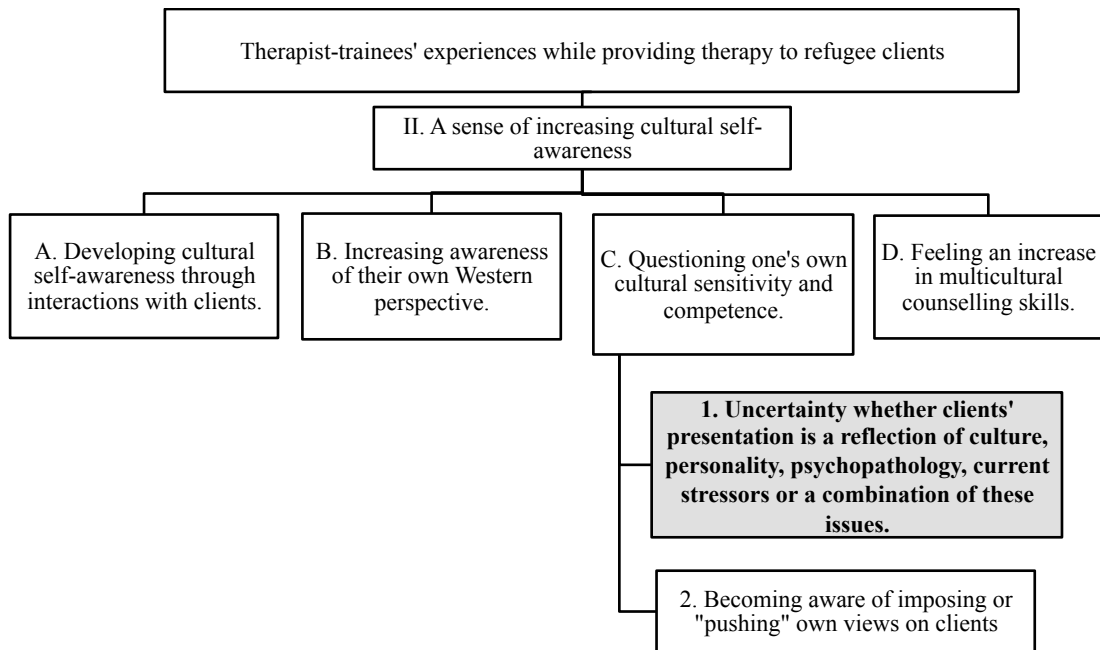 Therapist-trainees' experiences while providing therapy to refugee clients
II. A sense of increasing cultural self-
awareness
A. Developing cultural
self-awareness through
interactions with clients.
B. Increasing awareness
of their own Western
perspective.
C. Questioning one's own
cultural sensitivity and
competence.
D. Feeling an increase
in multicultural
counselling skills.
1. Uncertainty whether clients'
presentation is a reflection of culture,
personality, psychopathology, current
stressors or a combination of these
issues.
2. Becoming aware of imposing or
"pushing" own views on clients